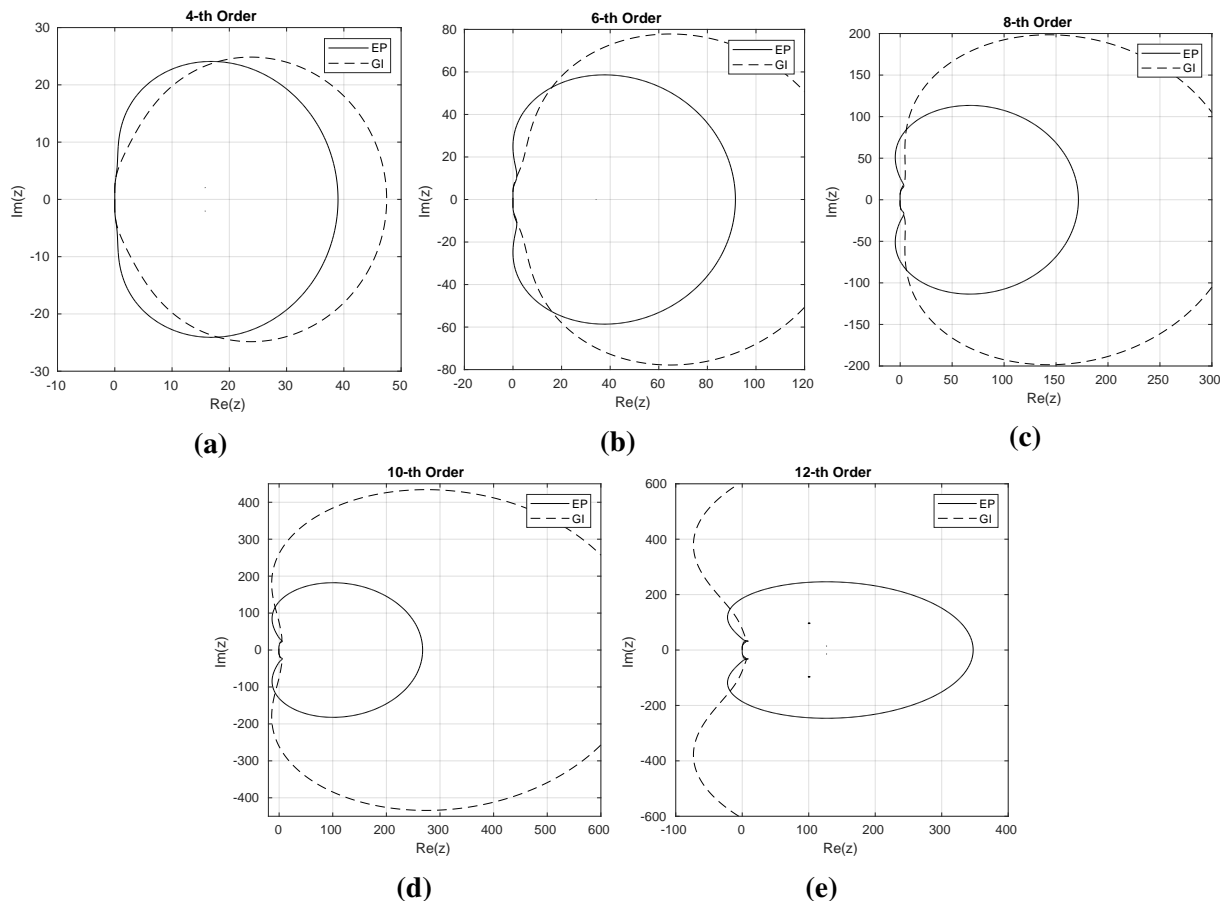 4-th Order
30
20
10
0
-10
-20
-30
-10
0
10
20
30
40
50
Im(z)
Re(z)
EP
GI
(a)
6-th Order
80
60
40
20
0
-20
-40
-60
-80
-20
0
20
40
60
80
100
120
Im(z)
Re(z)
EP
GI
(b)
8-th Order
200
150
100
50
0
-50
-100
-150
-200
0
50
100
150
200
250
300
Im(z)
Re(z)
EP
GI
(c)
10-th Order
400
300
200
100
0
-100
-200
-300
-400
0
100
200
300
400
500
600
Im(z)
Re(z)
EP
GI
(d)
12-th Order
600
400
200
0
-200
-400
-600
-100
0
100
200
300
400
Im(z)
Re(z)
EP
GI
(e)